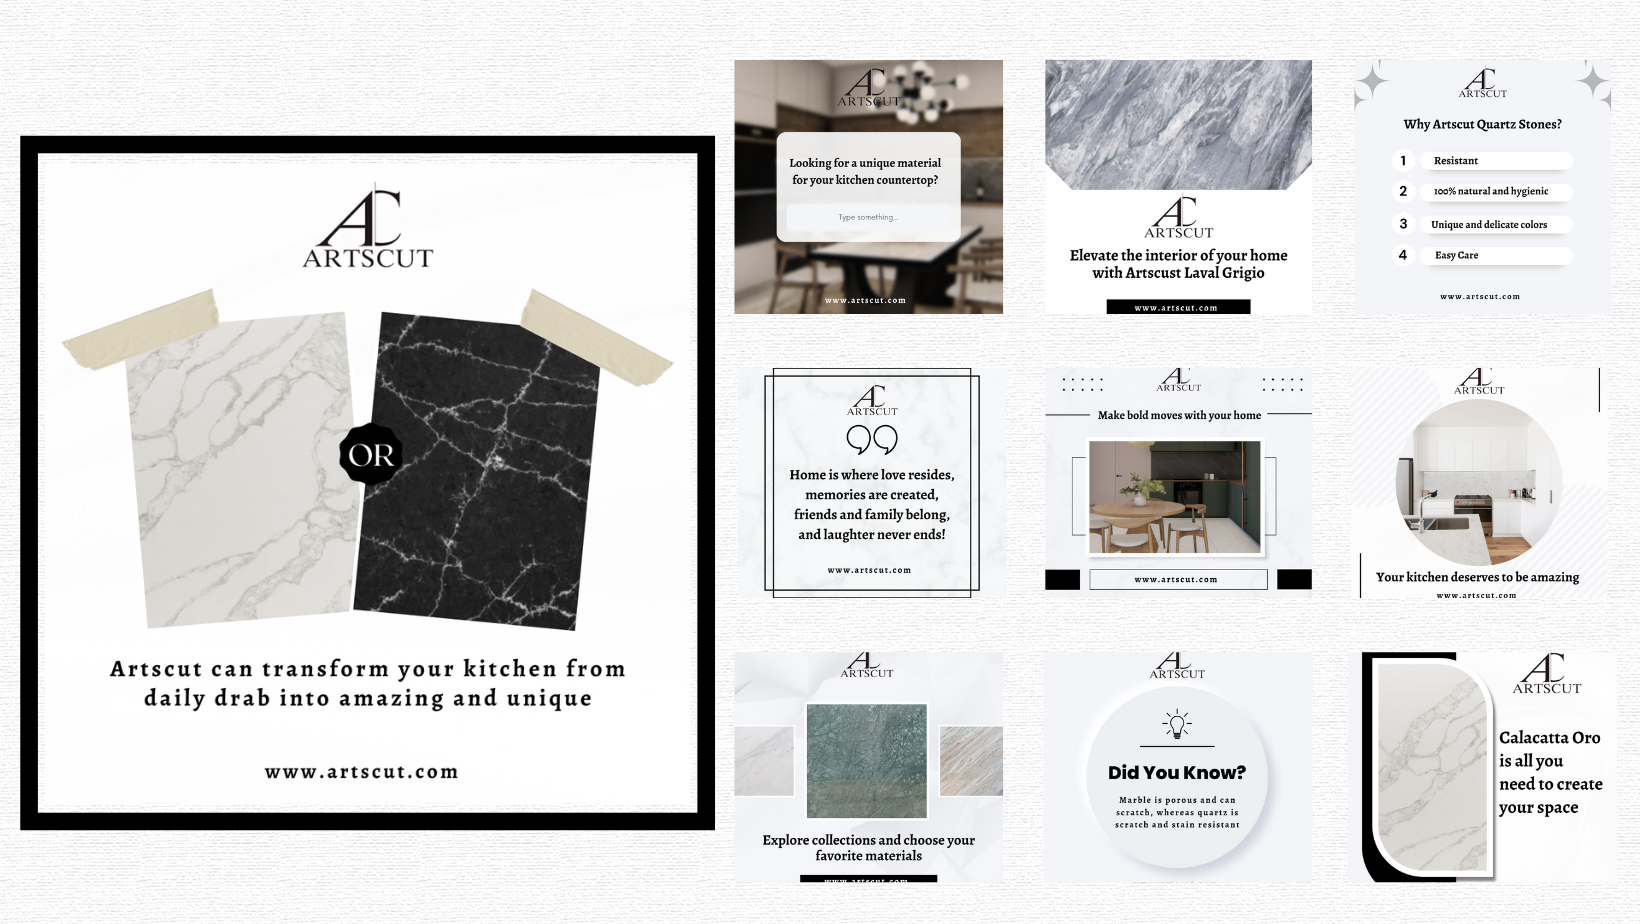 AC
ARTSCUT
OR
Artscut can transform your kitchen from
daily drab into amazing and unique
www.artscut.com
AC
ARTSCUT
Looking for a unique material
for your kitchen countertop?
Type something...
www.artscut.com
AC
ARTSCUT
Elevate the interior of your home
with Artscust Laval Grigio
www.artscut.com
AC
ARTSCUT
Why Artscut Quartz Stones?
1 Resistant
2 100% natural and hygienic
3 Unique and delicate colors
4 Easy Care
www.artscut.com
AC
ARTSCUT
Home is where love resides,
memories are created,
friends and family belong,
and laughter never ends!
www.artscut.com
AC
ARTSCUT
Make bold moves with your home
www.artscut.com
AC
ARTSCUT
Your kitchen deserves to be amazing
www.artscut.com
AC
ARTSCUT
Explore collections and choose your
favorite materials
www.artscut.com
AC
ARTSCUT
Did You Know?
Marble is porous and can
scratch, whereas quartz is
scratch and stain resistant
AC
ARTSCUT
Calacatta Oro
is all you
need to create
your space